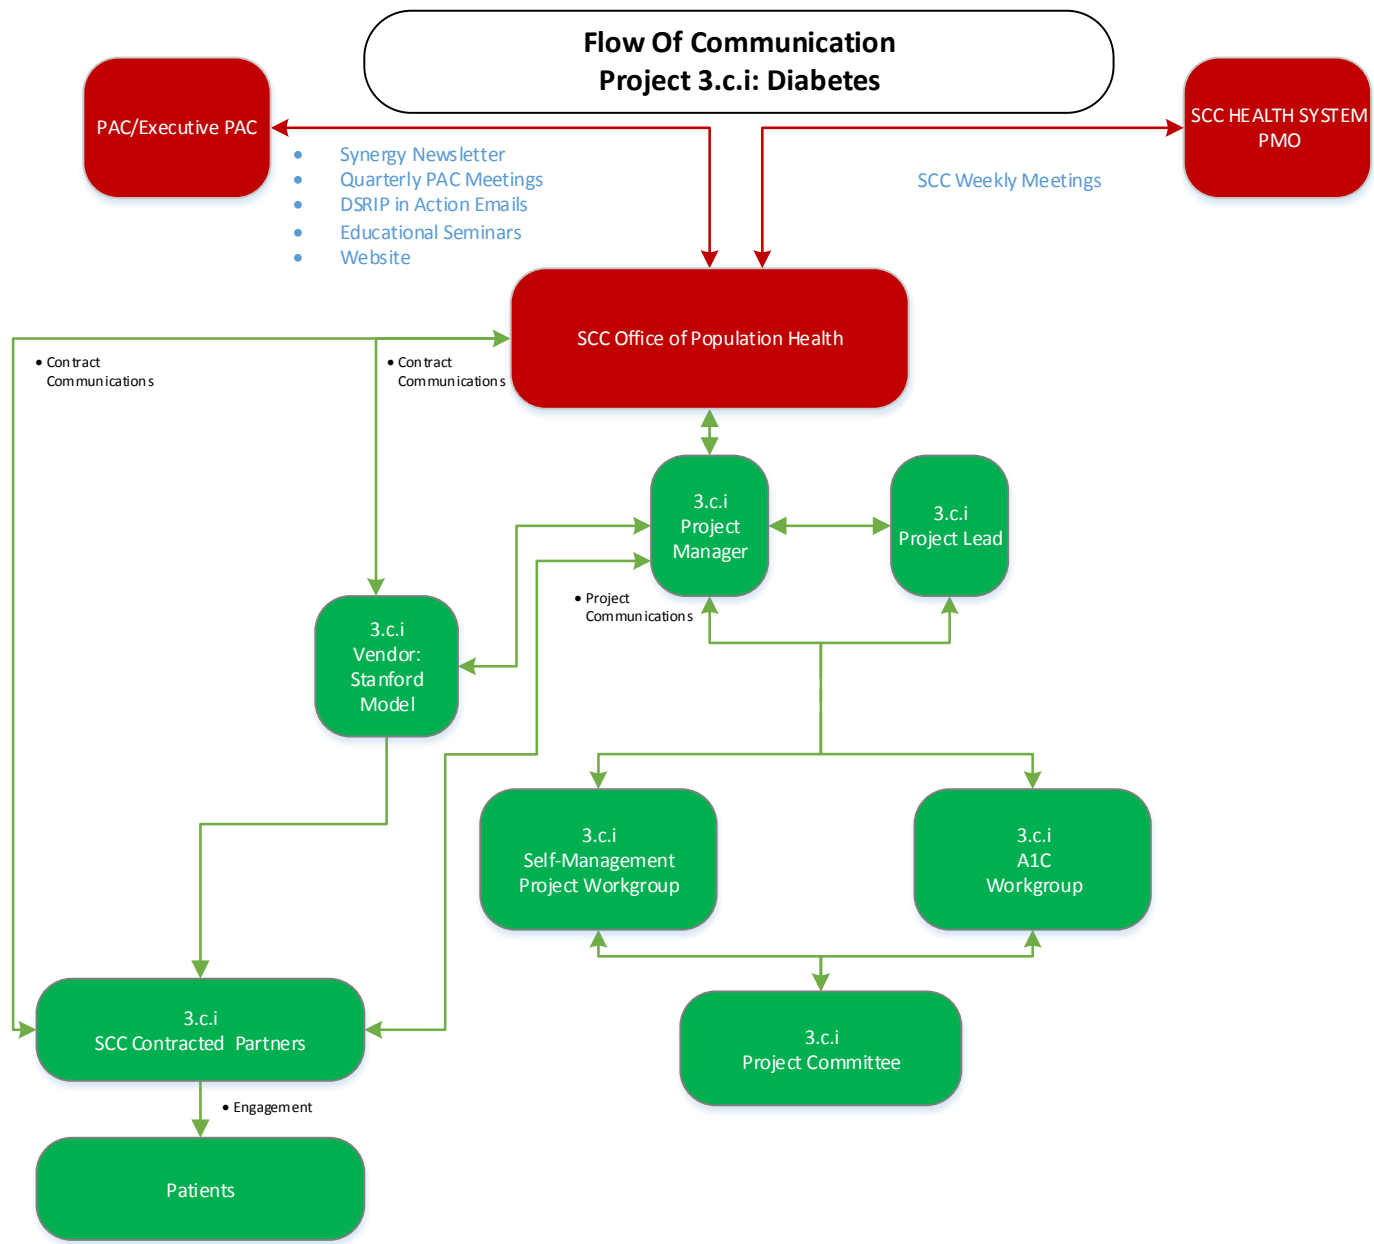 Flow Of Communication
Project 3.c.i: Diabetes
PAC/Executive PAC
SCC HEALTH SYSTEM
PMO
• Synergy Newsletter
• Quarterly PAC Meetings
• DSRIP in Action Emails
• Educational Seminars
• Website
SCC Weekly Meetings
SCC Office of Population Health
• Contract
Communications
• Contract
Communications
3.c.i
Project
Manager
3.c.i
Project Lead
• Project
Communications
3.c.i
Vendor:
Stanford
Model
3.c.i
Self-Management
Project Workgroup
3.c.i
A1C
Workgroup
3.c.i
SCC Contracted Partners
3.c.i
Project Committee
• Engagement
Patients